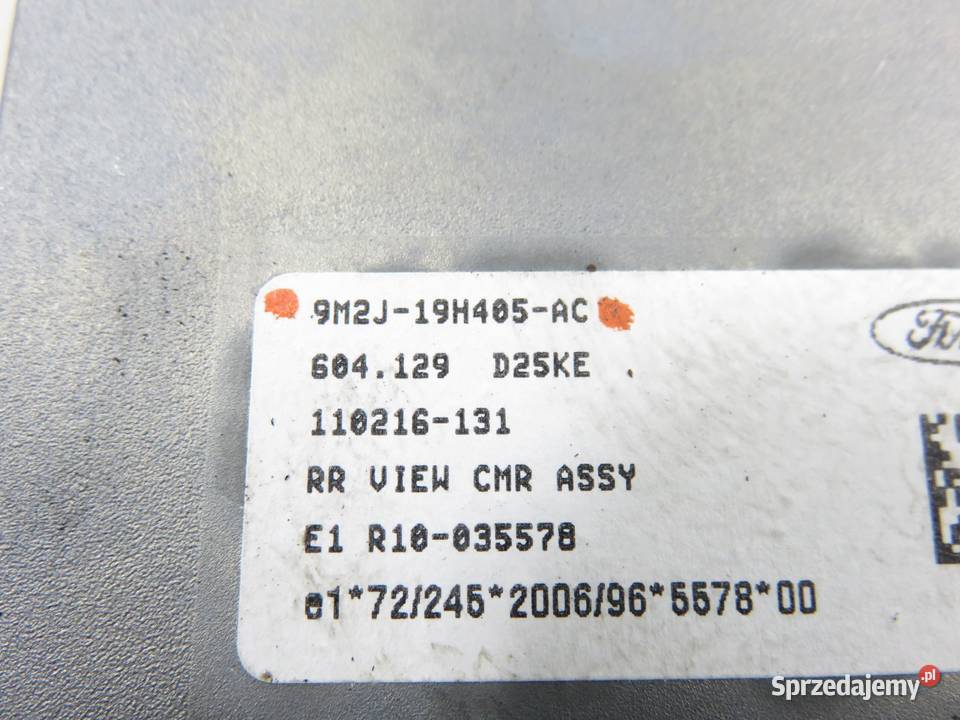 9M2J-19H405-AC
604.129 D25KE
110216-131
RR VIEW CMR ASSY
E1 R10-035578
e1*72/245*2006/96*5578*00
Sprzedajemy.pl